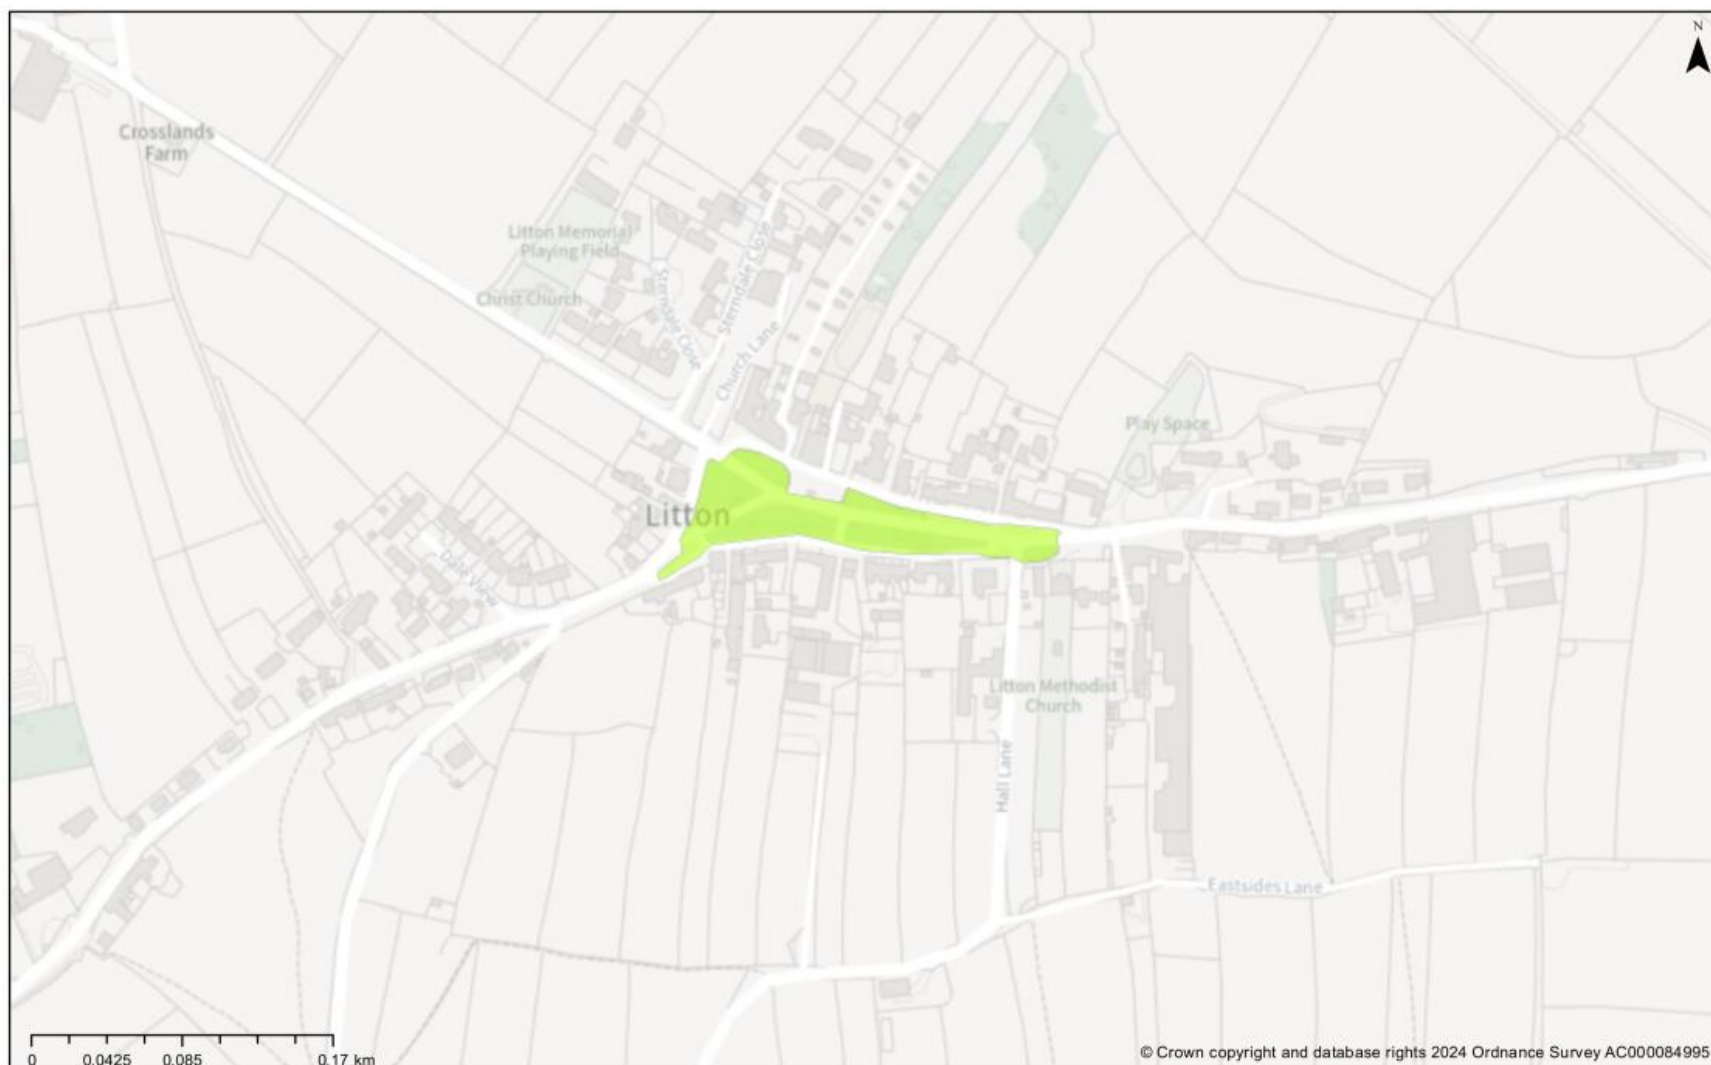 N
Crosslands
Farm
Litton Memorial
Playing Field
Christ Church
Sterndale Close
Sterndale Close
Church Lane
Play Space
Litton
Dale View
Litton Methodist
Church
Hall Lane
Eastsides Lane
0 0.0425 0.085 0.17 km
© Crown copyright and database rights 2024 Ordnance Survey AC000084995